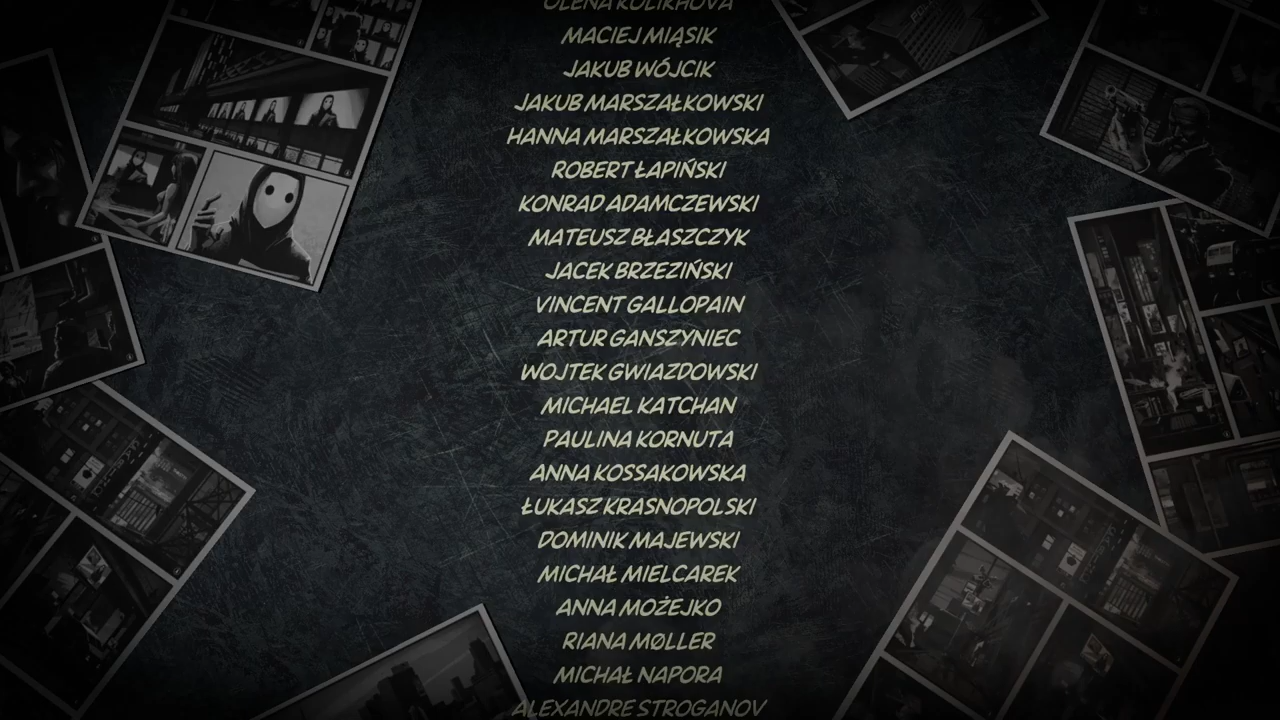 OLENA KULIKHOVA
MACIEJ MIĄSIK
JAKUB WÓJCIK
JAKUB MARSZAŁKOWSKI
HANNA MARSZAŁKOWSKA
ROBERT ŁAPIŃSKI
KONRAD ADAMCZEWSKI
MATEUSZ BŁASZCZYK
JACEK BRZEZIŃSKI
VINCENT GALLOPAIN
ARTUR GANSZYNIEC
WOJTEK GWIAZDOWSKI
MICHAEL KATCHAN
PAULINA KORNUTA
ANNA KOSSAKOWSKA
ŁUKASZ KRASNOPOLSKI
DOMINIK MAJEWSKI
MICHAŁ MIELCAREK
ANNA MOŻEJKO
RIANA MØLLER
MICHAŁ NAPORA
ALEXANDRE STROGANOV